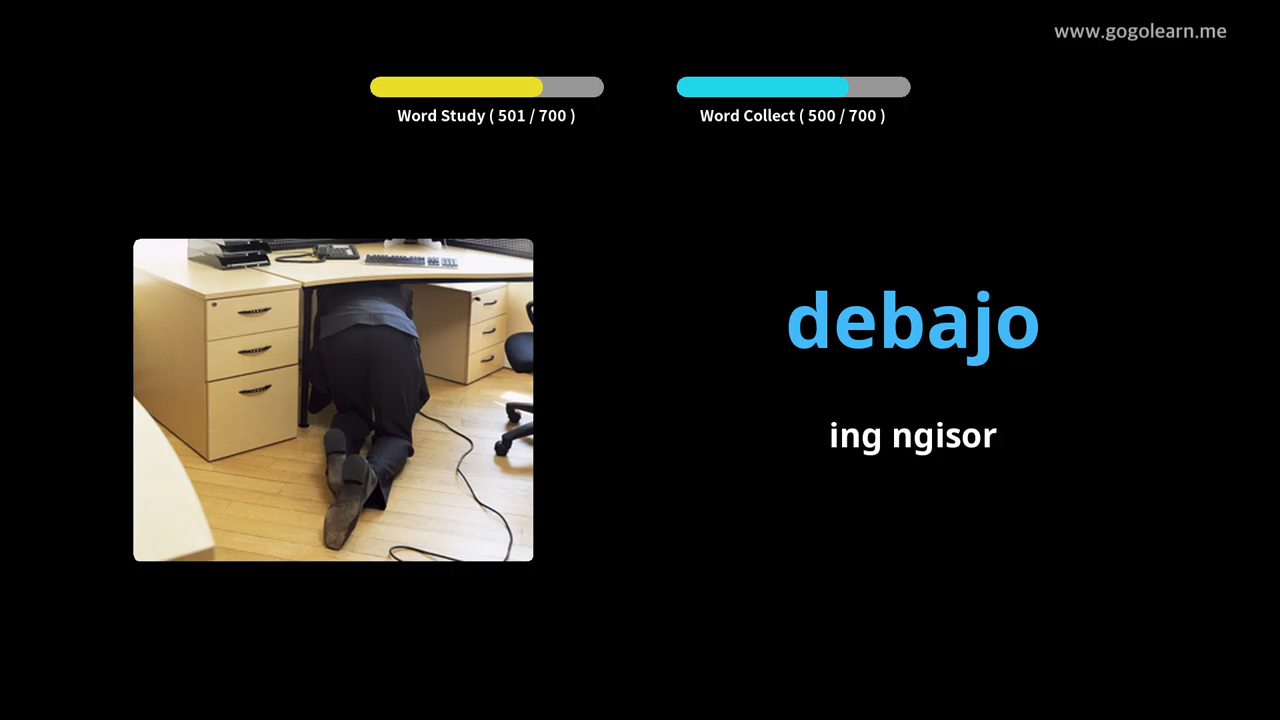 www.gogolearn.me
Word Study ( 501 / 700 )
Word Collect ( 500 / 700 )
debajo
ing ngisor